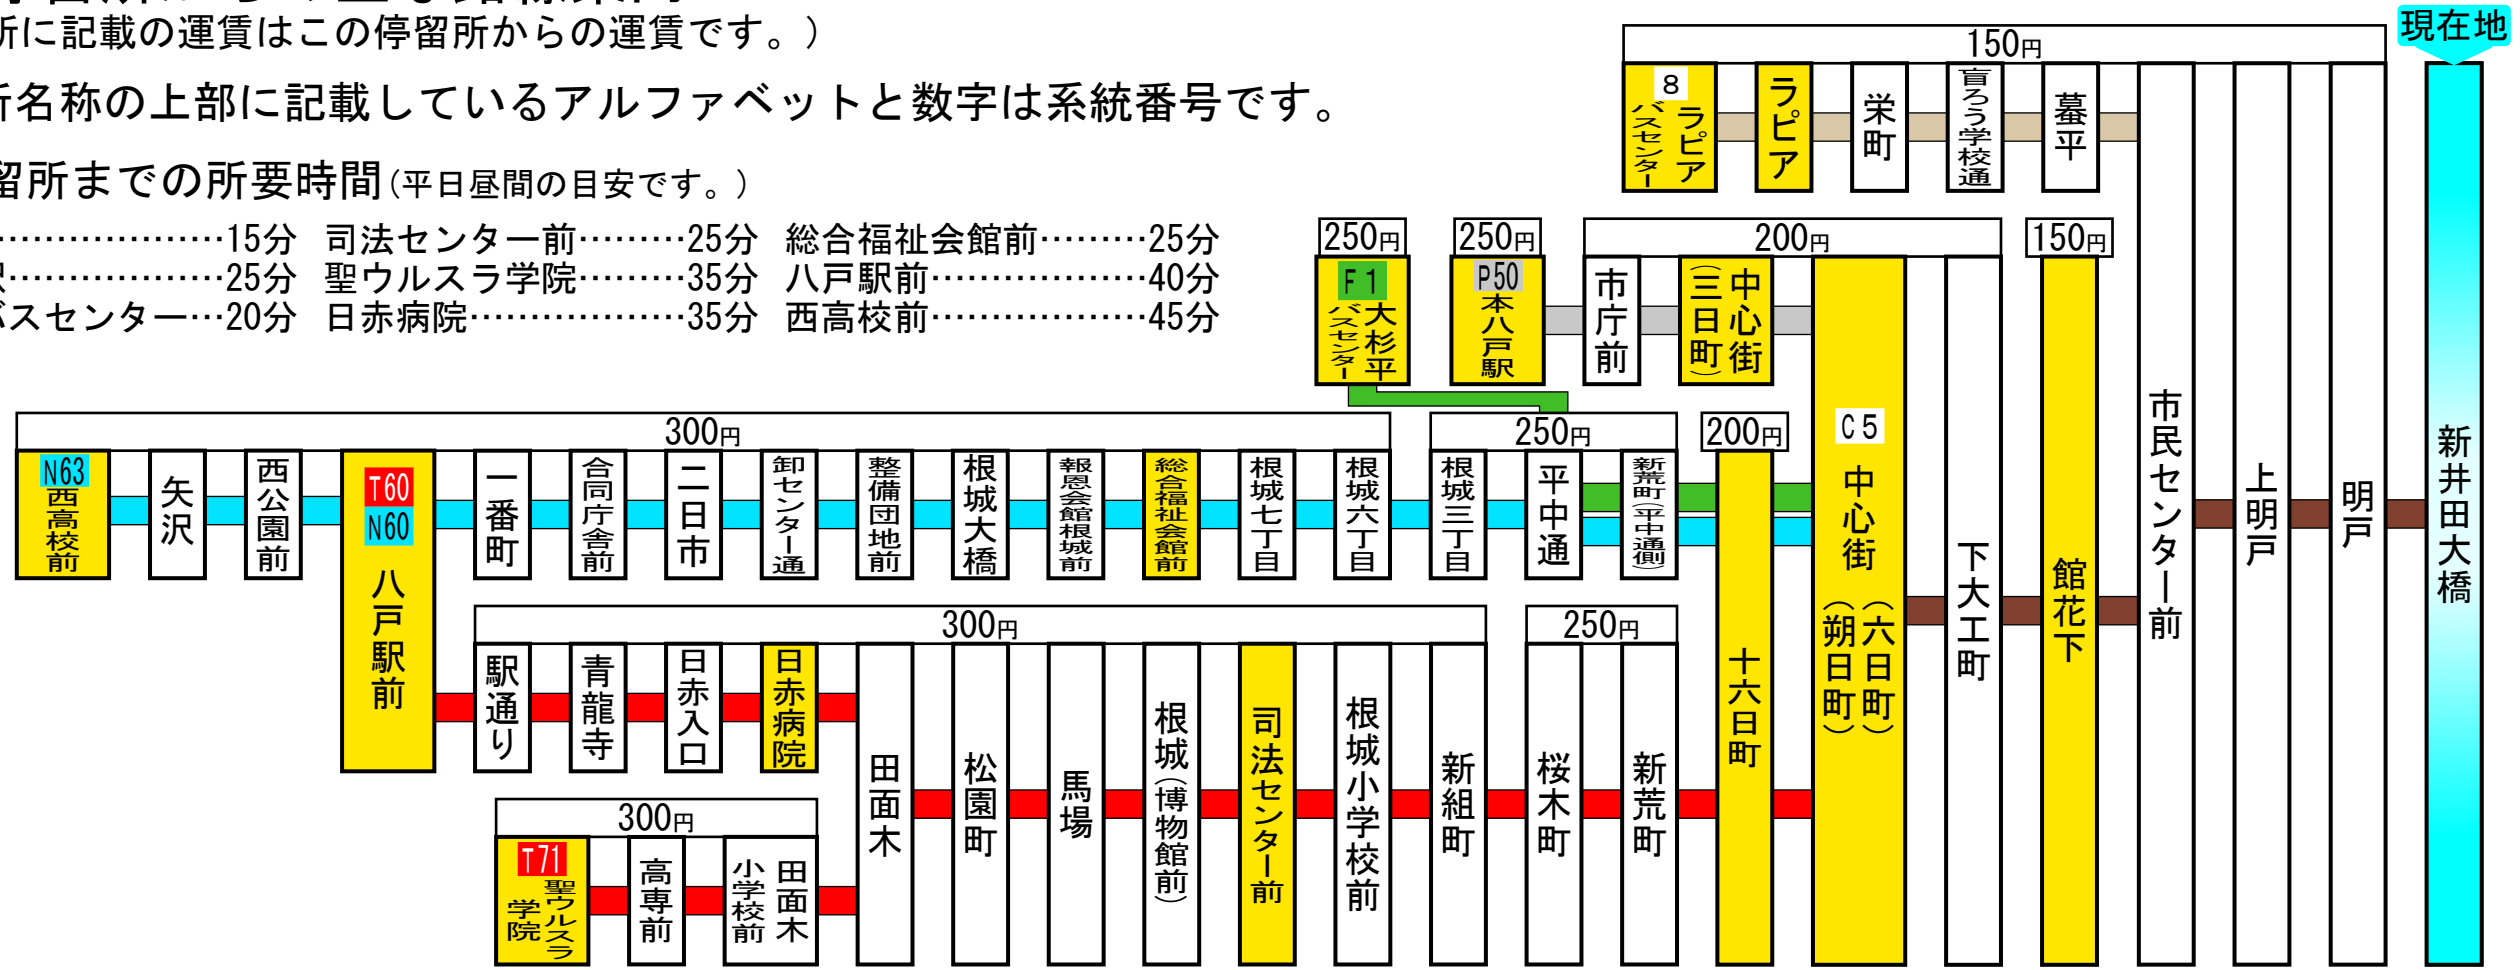 所に記載の運賃はこの停留所からの運賃です。）
所名称の上部に記載しているアルファベットと数字は系統番号です。
留所までの所要時間(平日昼間の目安です。)
…………………15分 司法センター前………25分 総合福祉会館前………25分
駅………………25分 聖ウルスラ学院………35分 八戸駅前………………40分
バスセンター…20分 日赤病院………………35分 西高校前………………45分
現在地
150円
8
ラピア
バスセンター
ラピア
栄町
盲ろう学校通
蟇平
250円
250円
200円
150円
F1
大杉平
バスセンター
P50
本八戸駅
市庁前
中心街
(三日町)
300円
250円
200円
N63
西高校前
矢沢
西公園前
T60
N60
八戸駅前
一番町
合同庁舎前
二日市
卸センター通
整備団地前
根城大橋
報恩会館根城前
総合福祉会館前
根城七丁目
根城六丁目
根城三丁目
平中通
新荒町(平中通側)
十六日町
C5
中心街
(六日町)
(朔日町)
下大工町
館花下
市民センター前
上明戸
明戸
新井田大橋
300円
250円
駅通り
青龍寺
日赤入口
日赤病院
田面木
松園町
馬場
根城(博物館前)
司法センター前
根城小学校前
新組町
桜木町
新荒町
300円
T71
聖ウルスラ
学院
高専前
田面木
小学校前